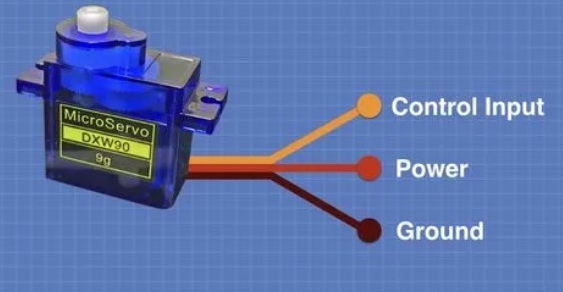 MicroServo
DXW90
9g
Control Input
Power
Ground